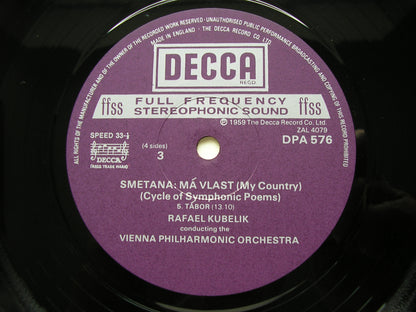 ALL RIGHTS OF THE MANUFACTURER AND OF THE OWNER OF THE RECORDED WORK RESERVED · UNAUTHORISED PUBLIC PERFORMANCE BROADCASTING AND COPYING OF THIS RECORD PROHIBITED
MADE IN ENGLAND · THE DECCA RECORD CO. LTD.
DECCA
REGD.
ffss FULL FREQUENCY ffss
STEREOPHONIC SOUND
℗ 1959 The Decca Record Co. Ltd.
SPEED 33⅓
(4 sides)
ZAL 4079
DECCA
3
DPA 576
(REGD. TRADE MARK)
SMETANA: MÁ VLAST (My Country)
(Cycle of Symphonic Poems)
5. TÁBOR (13.10)
RAFAEL KUBELIK
conducting the
VIENNA PHILHARMONIC ORCHESTRA